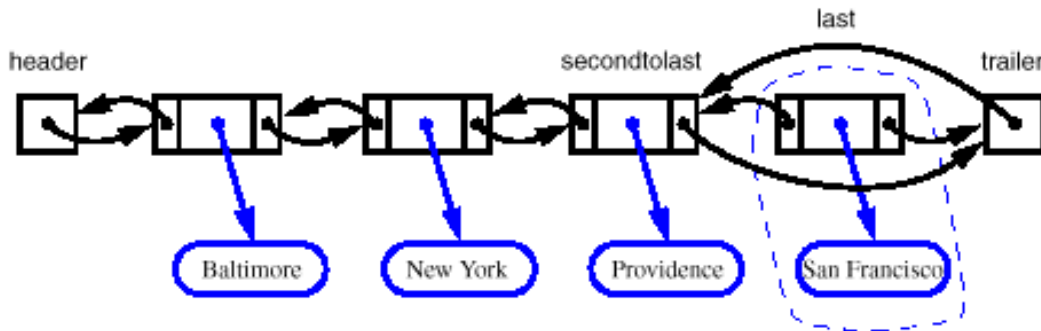 last
header
secondtolast
trailer
Baltimore
New York
Providence
San Francisco